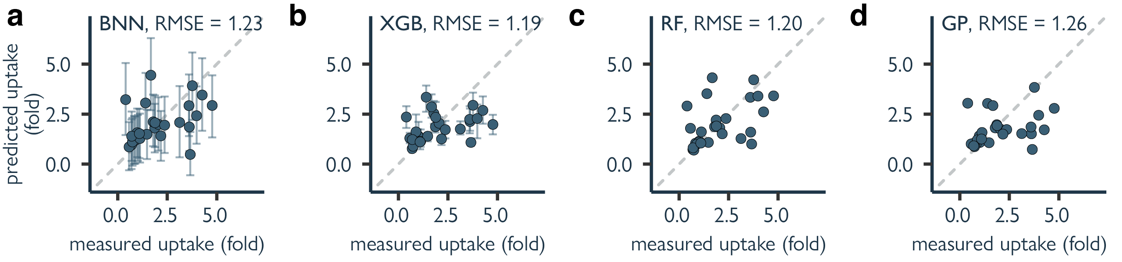 a
BNN, RMSE = 1.23
predicted uptake
(fold)
5.0
2.5
0.0
0.0 2.5 5.0
measured uptake (fold)
b
XGB, RMSE = 1.19
5.0
2.5
0.0
0.0 2.5 5.0
measured uptake (fold)
c
RF, RMSE = 1.20
5.0
2.5
0.0
0.0 2.5 5.0
measured uptake (fold)
d
GP, RMSE = 1.26
5.0
2.5
0.0
0.0 2.5 5.0
measured uptake (fold)